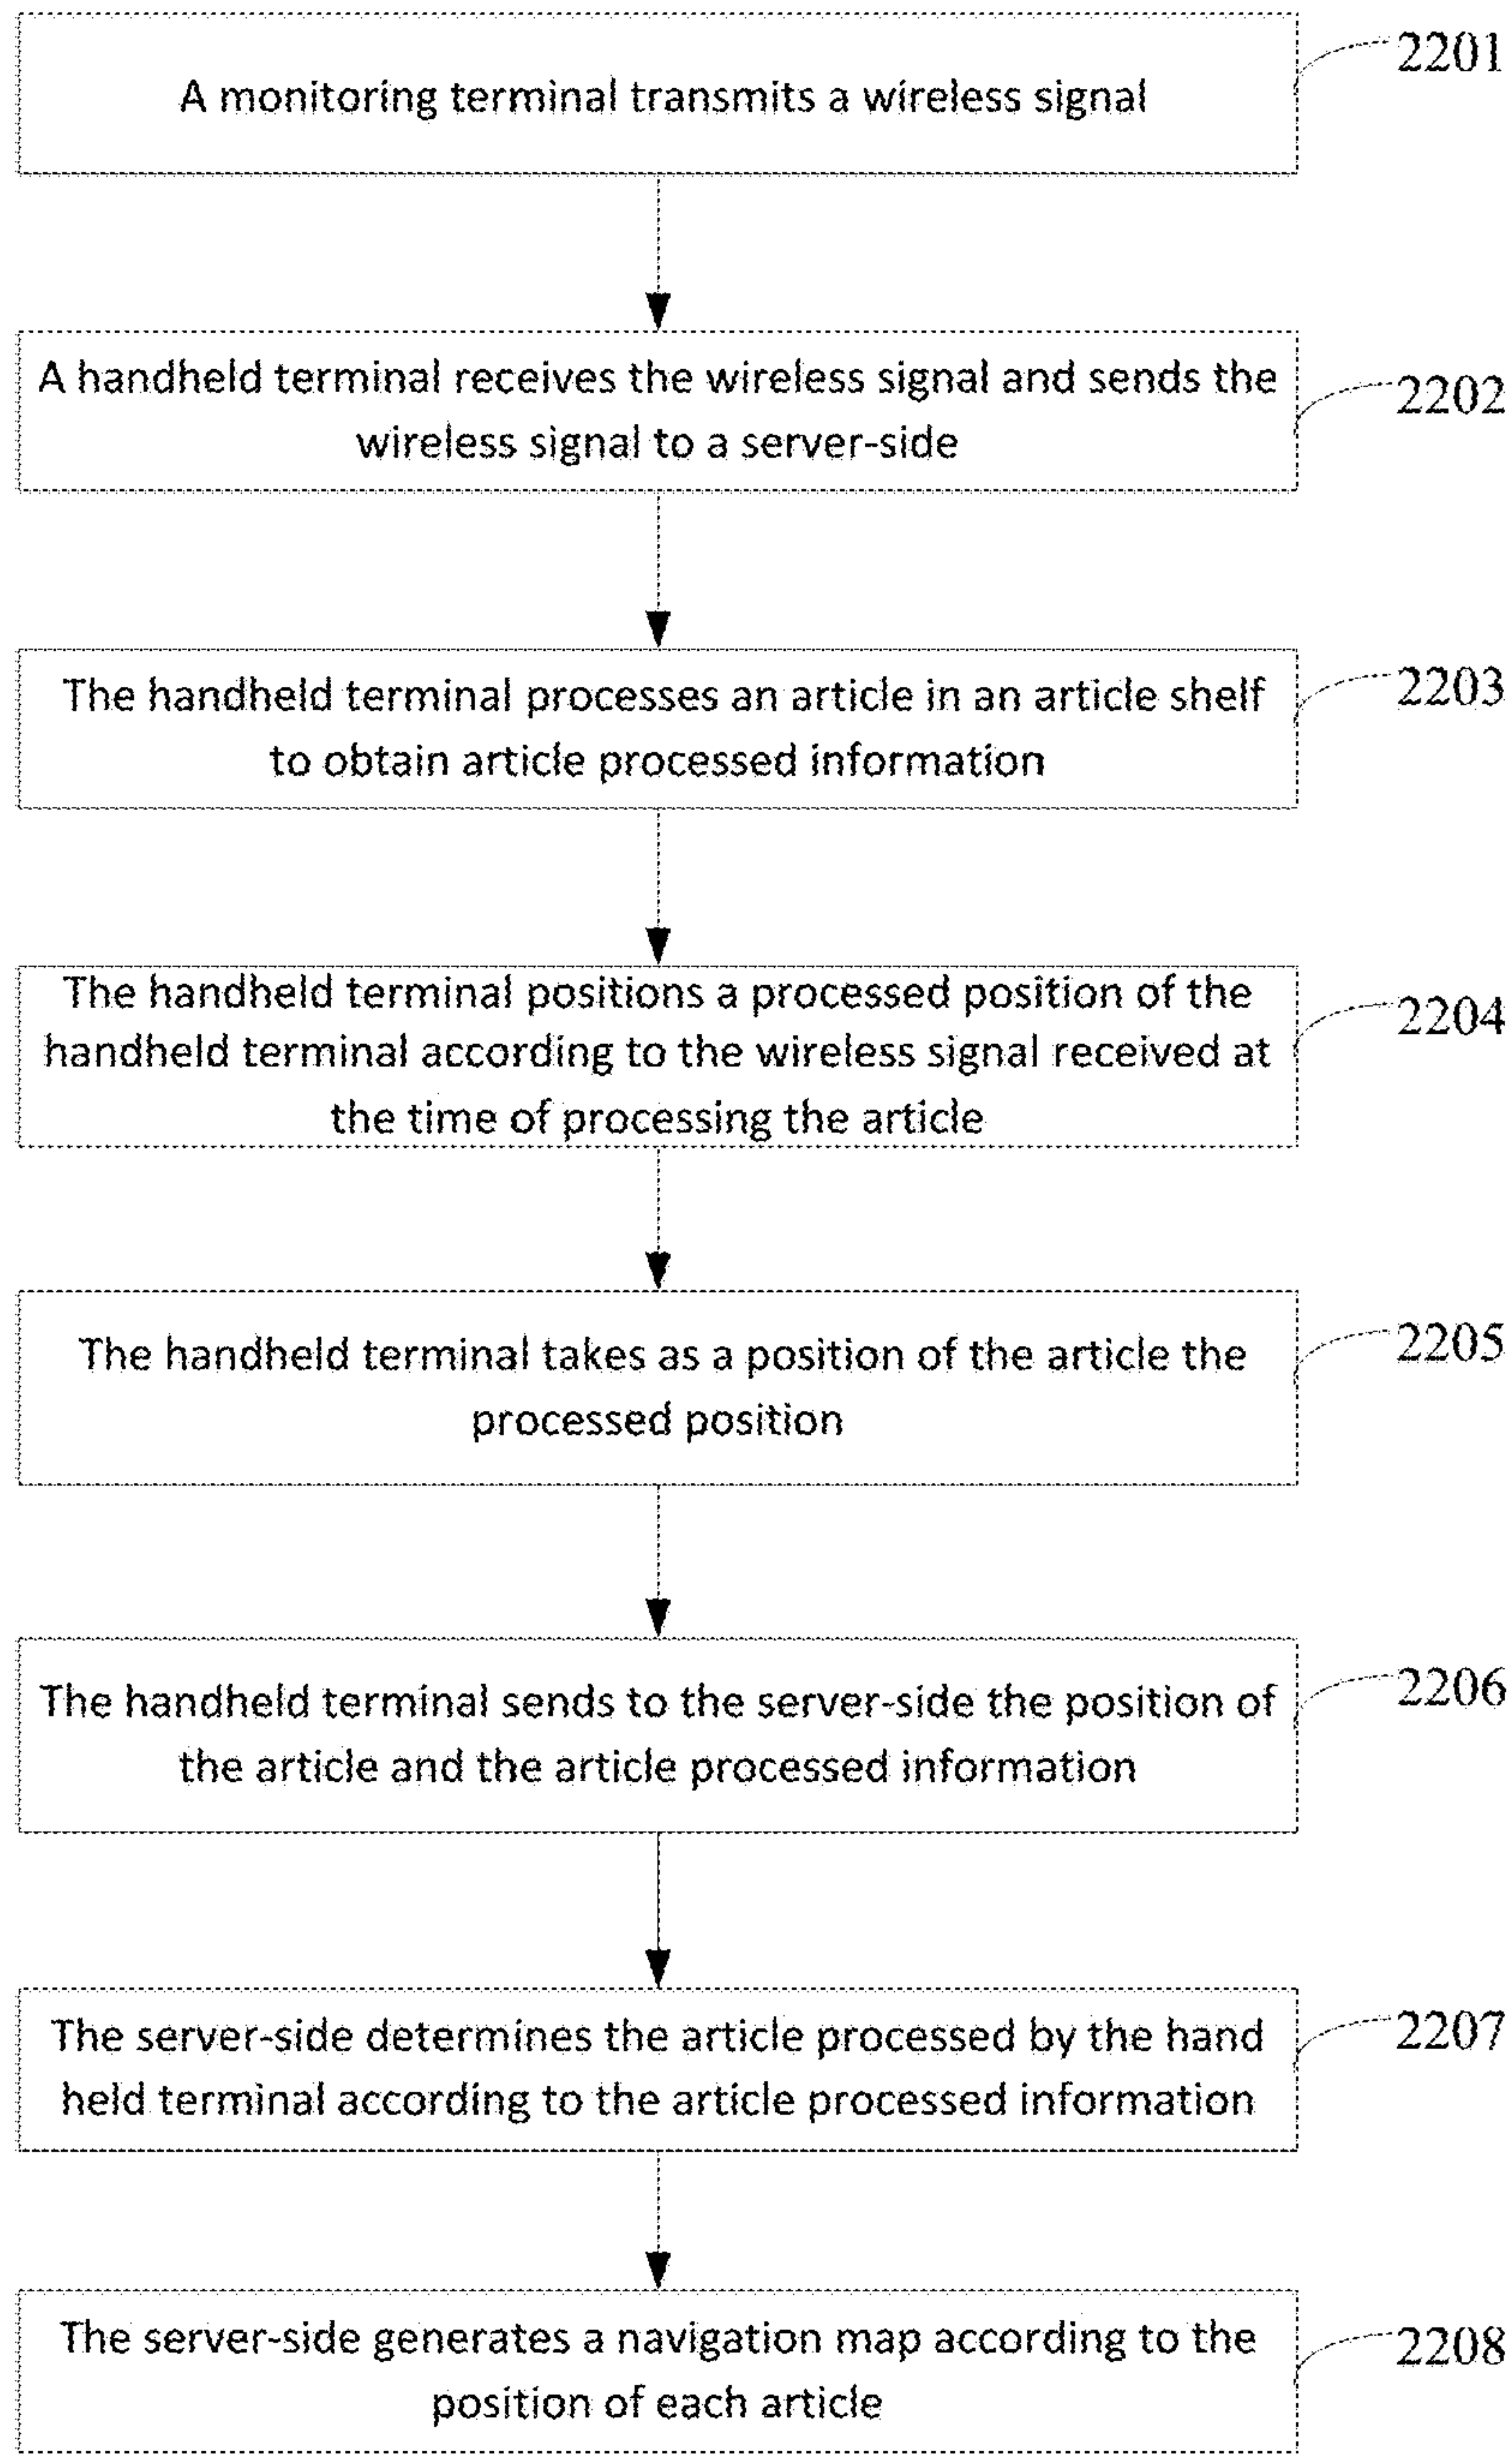 A monitoring terminal transmits a wireless signal
2201
A handheld terminal receives the wireless signal and sends the
wireless signal to a server-side
2202
The handheld terminal processes an article in an article shelf
to obtain article processed information
2203
The handheld terminal positions a processed position of the
handheld terminal according to the wireless signal received at
the time of processing the article
2204
The handheld terminal takes as a position of the article the
processed position
2205
The handheld terminal sends to the server-side the position of
the article and the article processed information
2206
The server-side determines the article processed by the hand
held terminal according to the article processed information
2207
The server-side generates a navigation map according to the
position of each article
2208